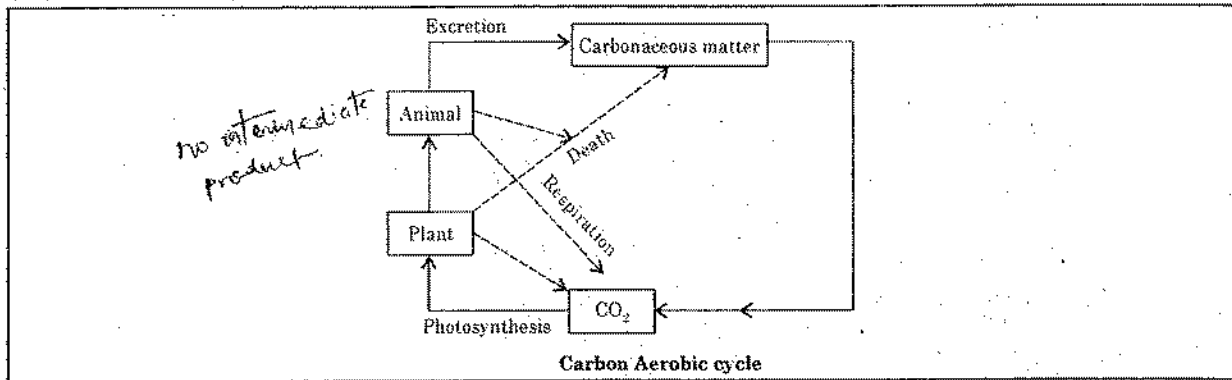 Excretion
Carbonaceous matter
no intermediate
product
Animal
Death
Respiration
Plant
CO₂
Photosynthesis
Carbon Aerobic cycle